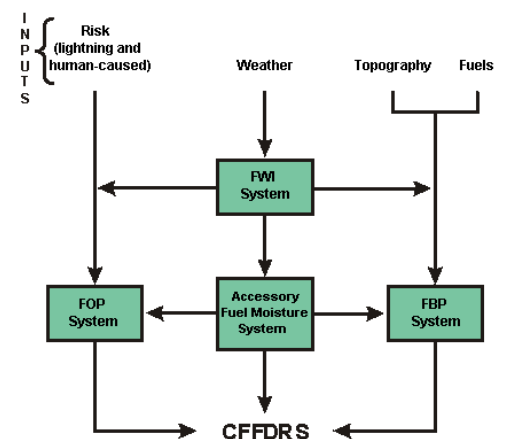 INPUTS
Risk
(lightning and
human-caused)
Weather
Topography
Fuels
FWI
System
FOP
System
Accessory
Fuel Moisture
System
FBP
System
CFFDRS